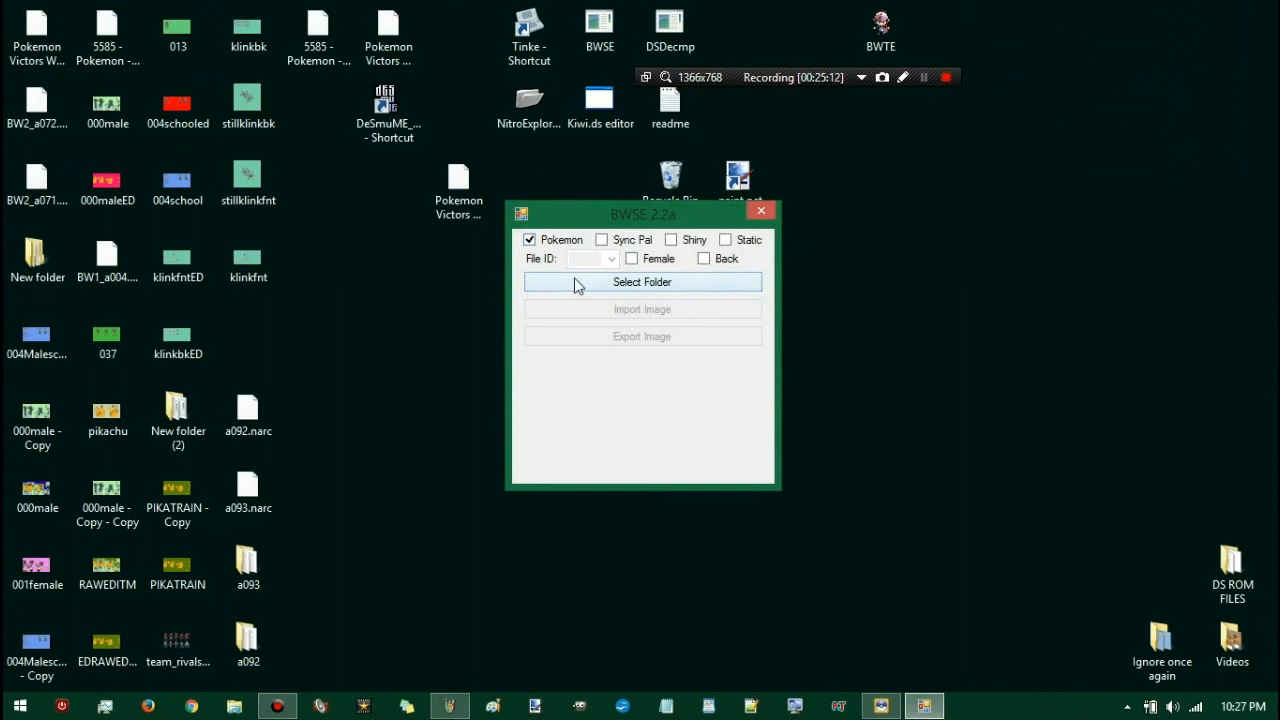 Pokemon
Victors W...
5585 -
Pokemon -...
013
klinkbk
5585 -
Pokemon -...
Pokemon
Victors ...
Tinke -
Shortcut
BWSE
DSDecmp
BWTE
1366x768
Recording [00:25:12]
BW2_a072....
000male
004schooled
stillklinkbk
DeSmuME_...
- Shortcut
NitroExplor...
Kiwi.ds editor
readme
BW2_a071....
000maleED
004school
stillklinkfnt
Pokemon
Victors ...
Recycle Bin
paint.net
BWSE 2.2a
Pokemon
Sync Pal
Shiny
Static
File ID:
Female
Back
Select Folder
Import Image
Export Image
New folder
BW1_a004....
klinkfntED
klinkfnt
004Malesc...
037
klinkbkED
000male -
Copy
pikachu
New folder
(2)
a092.narc
000male
000male -
Copy - Copy
PIKATRAIN -
Copy
a093.narc
001female
RAWEDITM
PIKATRAIN
a093
004Malesc...
- Copy
EDRAWED...
team_rivals...
a092
DS ROM
FILES
Ignore once
again
Videos
10:27 PM